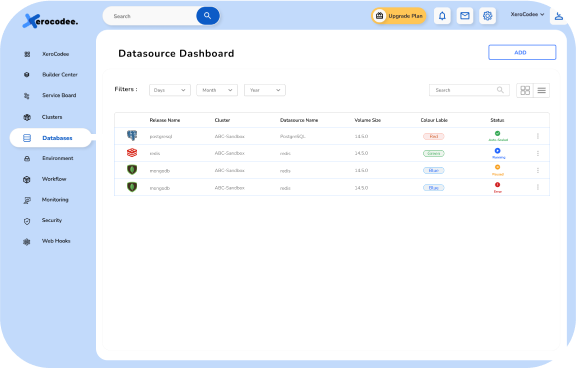 Xerocodee.
Search
Upgrade Plan
XeroCodee
Datasource Dashboard
ADD
XeroCodee
Builder Center
Service Board
Clusters
Databases
Environment
Workflow
Monitoring
Security
Web Hooks
Filters :
Days
Month
Year
Search
Release Name Cluster Datasource Name Volume Size Colour Lable Status
postgresql ABC-Sandbox PostgreSQL 14.5.0 Red
redis ABC-Sandbox redis 14.5.0 Green Running
mongodb ABC-Sandbox redis 14.5.0 Blue Paused
mongodb ABC-Sandbox redis 14.5.0 Blue Error